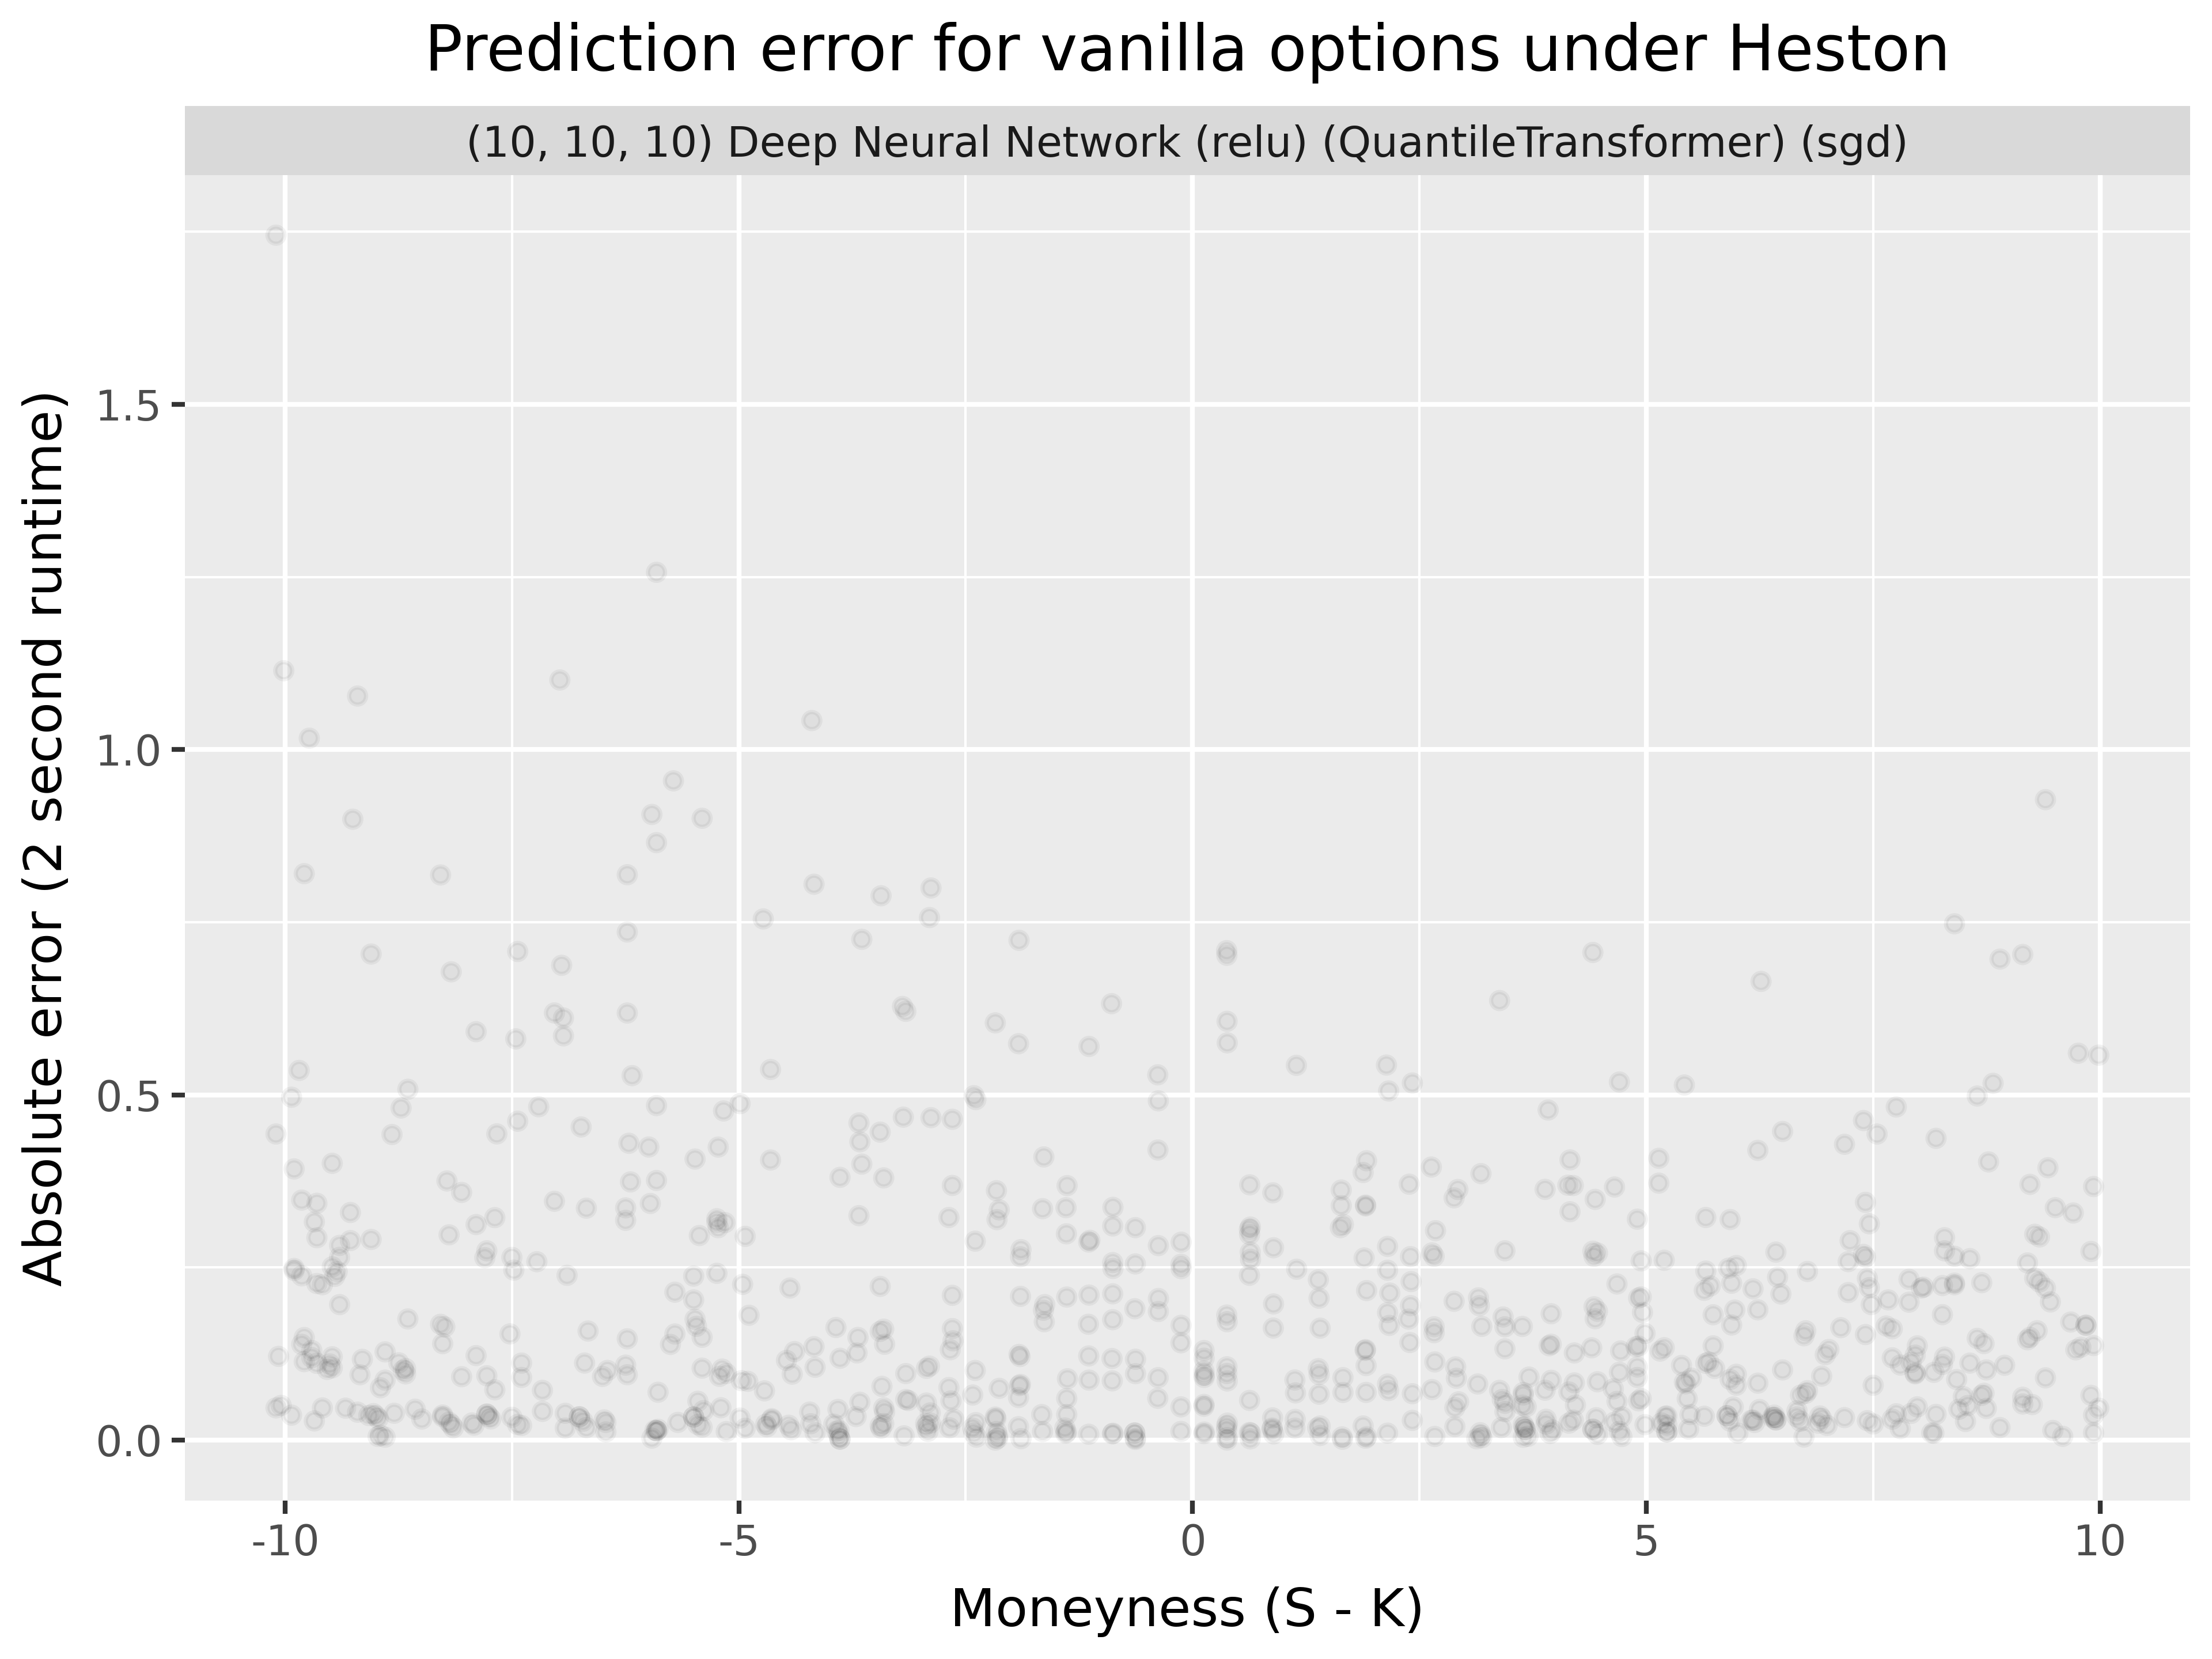 Prediction error for vanilla options under Heston
(10, 10, 10) Deep Neural Network (relu) (QuantileTransformer) (sgd)
Absolute error (2 second runtime)
1.5
1.0
0.5
0.0
-10
-5
0
5
10
Moneyness (S - K)